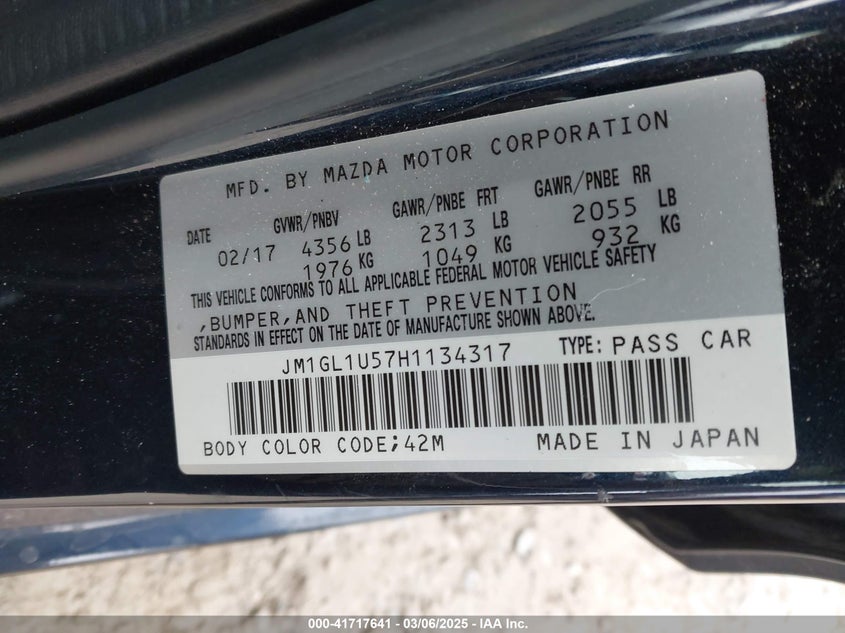 MFD. BY MAZDA MOTOR CORPORATION
GVWR/PNBV GAWR/PNBE FRT GAWR/PNBE RR
DATE 02/17 4356 LB 2313 LB 2055 LB
1976 KG 1049 KG 932 KG
THIS VEHICLE CONFORMS TO ALL APPLICABLE FEDERAL MOTOR VEHICLE SAFETY
,BUMPER,AND THEFT PREVENTION
STANDARDS IN EFFECT ON THE DATE OF MANUFACTURE SHOWN ABOVE.
JM1GL1U57H1134317 TYPE: PASS CAR
BODY COLOR CODE;42M MADE IN JAPAN
000-41717641 - 03/06/2025 - IAA Inc.